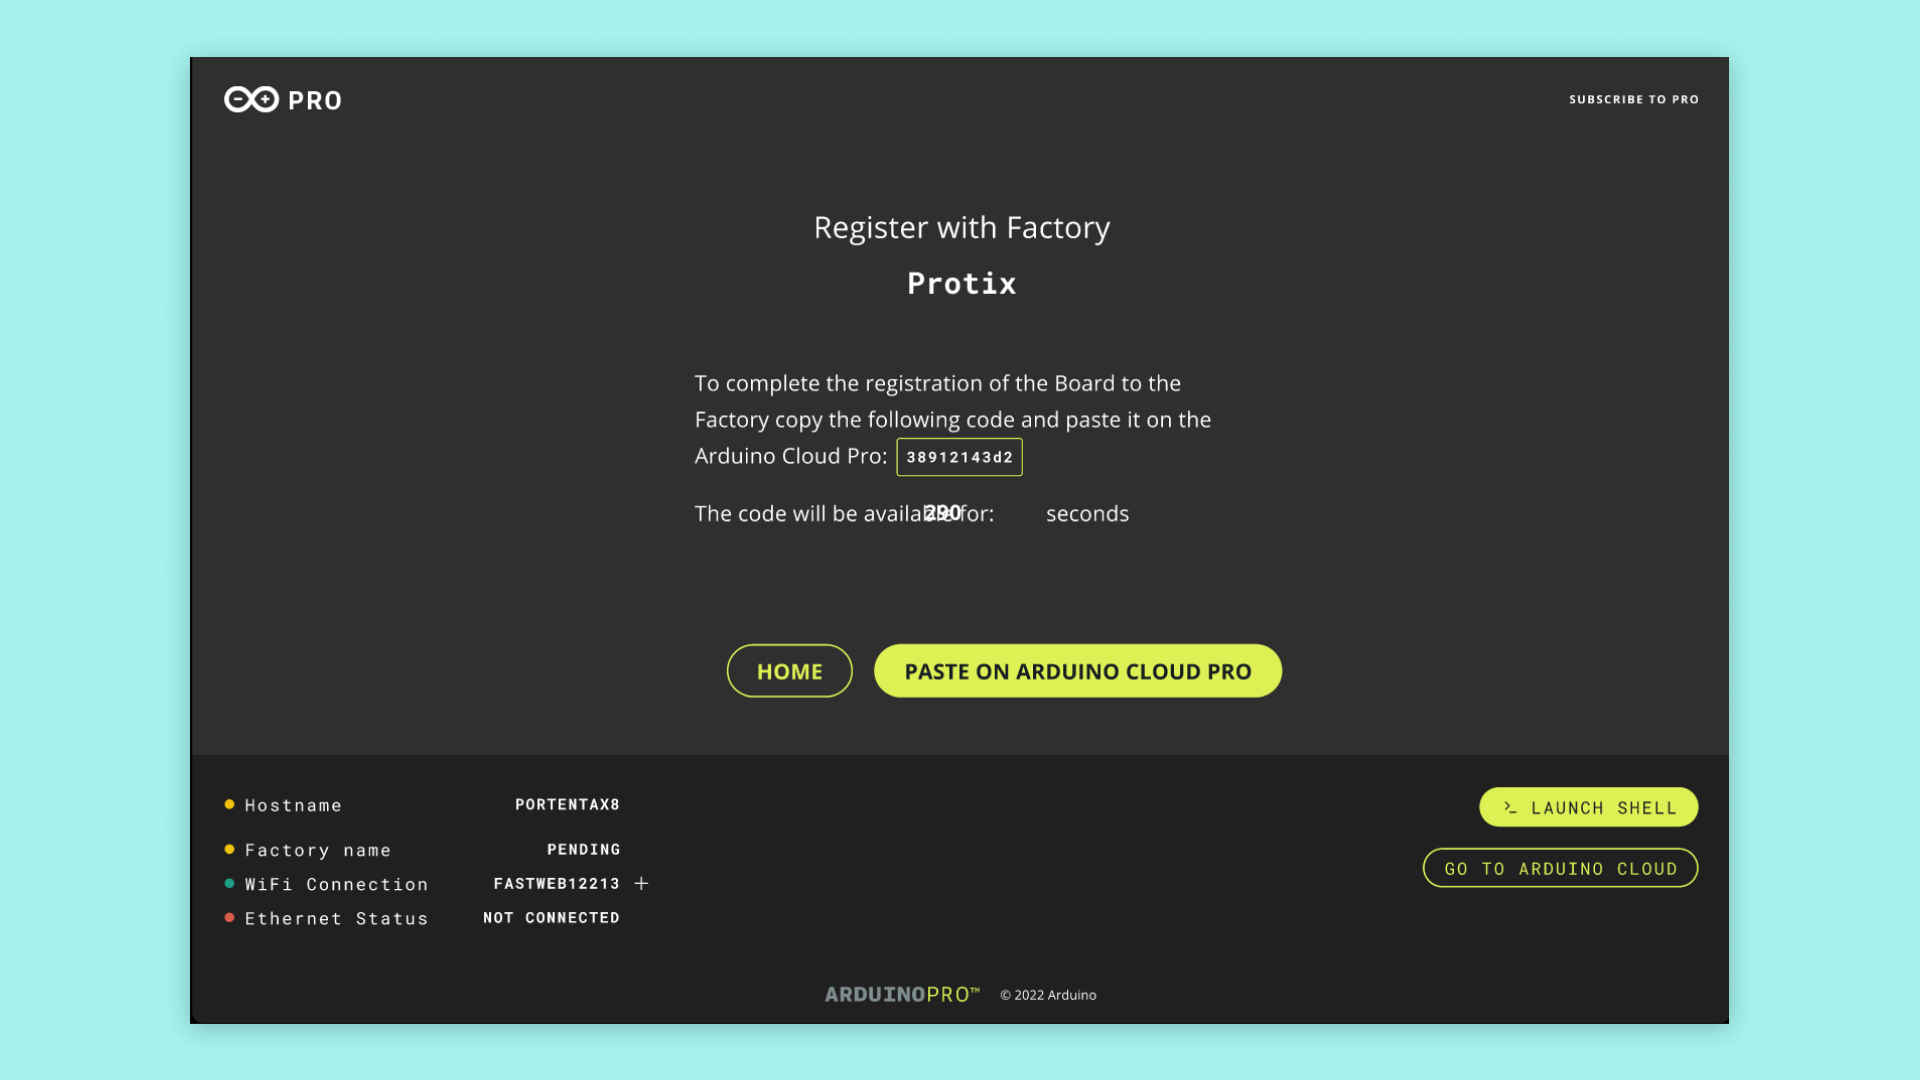 PRO
SUBSCRIBE TO PRO
Register with Factory
Protix
To complete the registration of the Board to the
Factory copy the following code and paste it on the
Arduino Cloud Pro: 38912143d2
The code will be available for: 290 seconds
HOME
PASTE ON ARDUINO CLOUD PRO
Hostname PORTENTAX8
Factory name PENDING
WiFi Connection FASTWEB12213 +
Ethernet Status NOT CONNECTED
>_ LAUNCH SHELL
GO TO ARDUINO CLOUD
ARDUINOPRO™ © 2022 Arduino